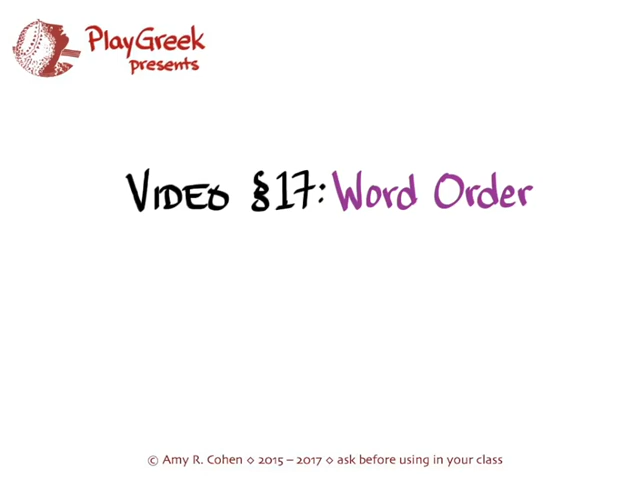 PlayGreek
presents
VIDEO §17: Word Order
© Amy R. Cohen ◇ 2015 – 2017 ◇ ask before using in your class